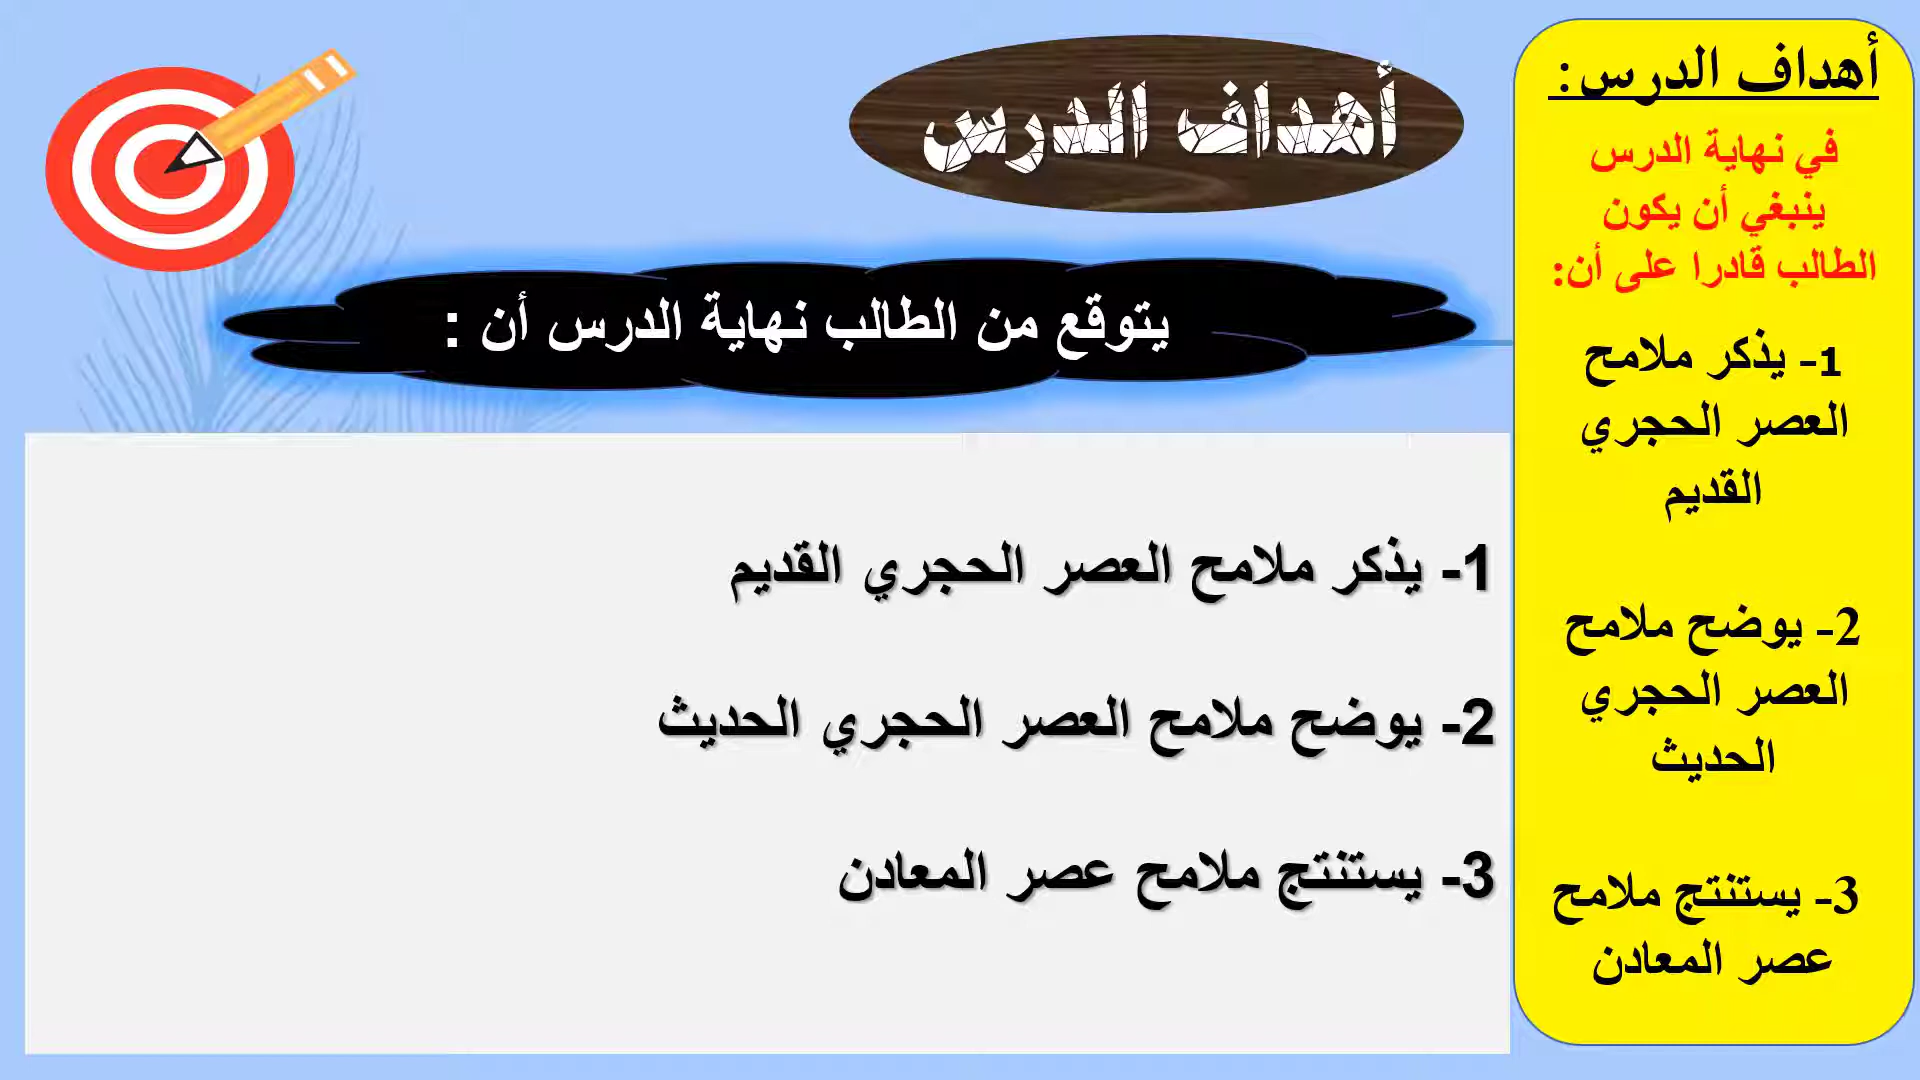 أهداف الدرس
يتوقع من الطالب نهاية الدرس أن :
1- يذكر ملامح العصر الحجري القديم
2- يوضح ملامح العصر الحجري الحديث
3- يستنتج ملامح عصر المعادن
أهداف الدرس:
في نهاية الدرس
ينبغي أن يكون
الطالب قادرا على أن:
1- يذكر ملامح
العصر الحجري
القديم
2- يوضح ملامح
العصر الحجري
الحديث
3- يستنتج ملامح
عصر المعادن